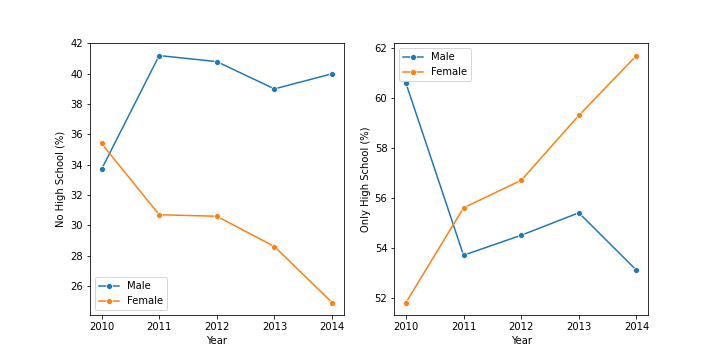 42
40
38
36
34
32
30
28
26
No High School (%)
Male
Female
2010 2011 2012 2013 2014
Year
62
60
58
56
54
52
Only High School (%)
Male
Female
2010 2011 2012 2013 2014
Year